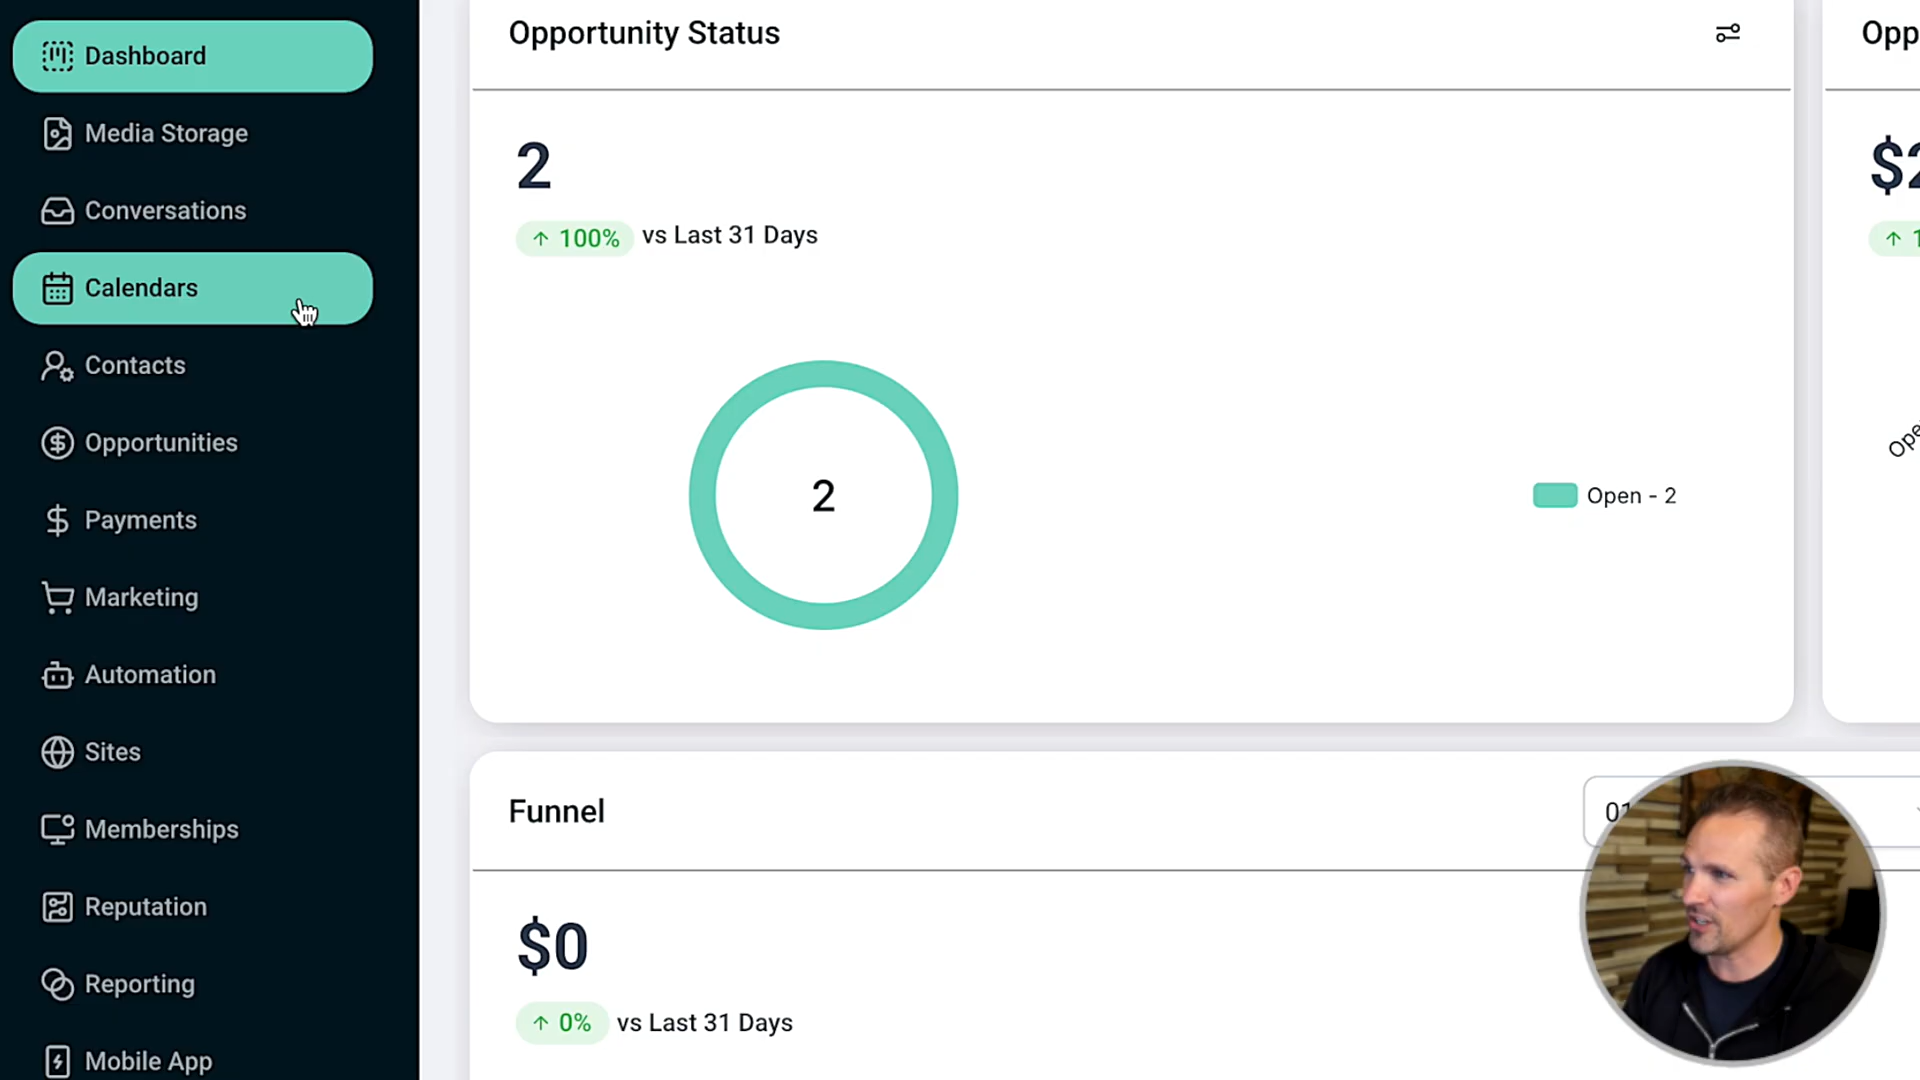 Dashboard
Media Storage
Conversations
Calendars
Contacts
Opportunities
Payments
Marketing
Automation
Sites
Memberships
Reputation
Reporting
Mobile App
Opportunity Status
2
100% vs Last 31 Days
2
Open - 2
Funnel
$0
0% vs Last 31 Days